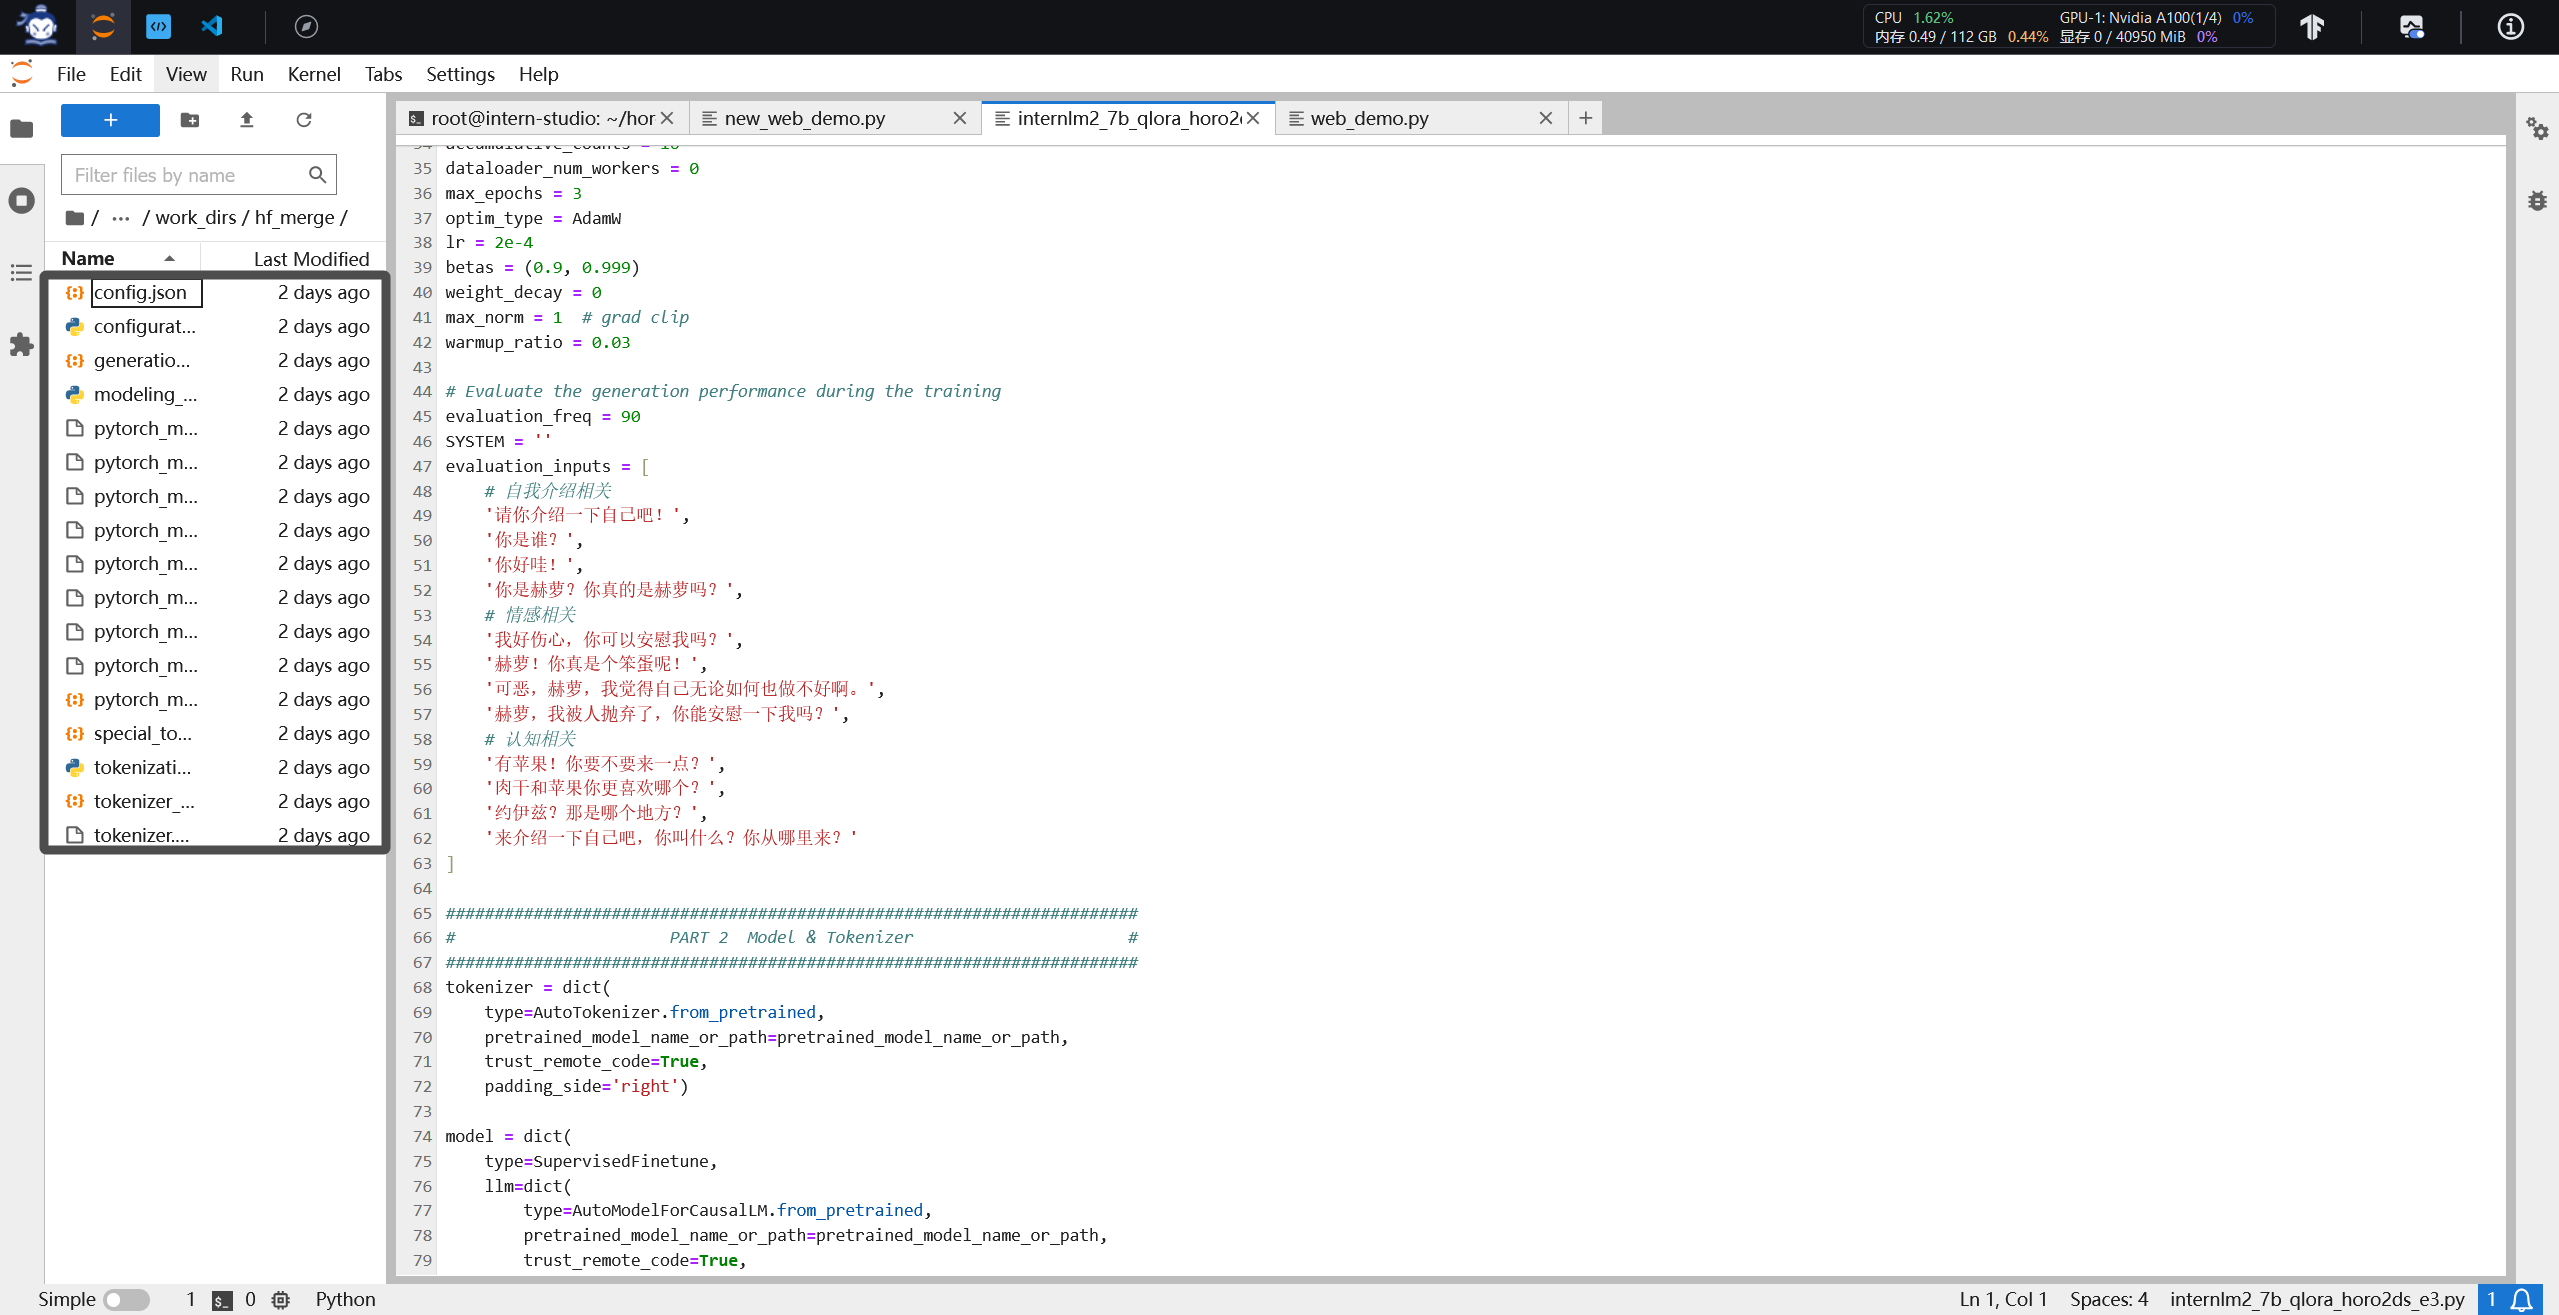 CPU 1.62% GPU-1: Nvidia A100(1/4) 0%
内存 0.49 / 112 GB 0.44% 显存 0 / 40950 MiB 0%
File Edit View Run Kernel Tabs Settings Help
root@intern-studio: ~/hor
new_web_demo.py
internlm2_7b_qlora_horo2
web_demo.py
Filter files by name
/ ··· / work_dirs / hf_merge /
Name Last Modified
config.json 2 days ago
configurat... 2 days ago
generatio... 2 days ago
modeling_... 2 days ago
pytorch_m... 2 days ago
pytorch_m... 2 days ago
pytorch_m... 2 days ago
pytorch_m... 2 days ago
pytorch_m... 2 days ago
pytorch_m... 2 days ago
pytorch_m... 2 days ago
pytorch_m... 2 days ago
pytorch_m... 2 days ago
special_to... 2 days ago
tokenizati... 2 days ago
tokenizer_... 2 days ago
tokenizer.... 2 days ago
34 accumulative_counts = 16
35 dataloader_num_workers = 0
36 max_epochs = 3
37 optim_type = AdamW
38 lr = 2e-4
39 betas = (0.9, 0.999)
40 weight_decay = 0
41 max_norm = 1  # grad clip
42 warmup_ratio = 0.03
43
44 # Evaluate the generation performance during the training
45 evaluation_freq = 90
46 SYSTEM = ''
47 evaluation_inputs = [
48     # 自我介绍相关
49     '请你介绍一下自己吧！',
50     '你是谁？',
51     '你好哇！',
52     '你是赫萝？你真的是赫萝吗？',
53     # 情感相关
54     '我好伤心，你可以安慰我吗？',
55     '赫萝！你真是个笨蛋呢！',
56     '可恶，赫萝，我觉得自己无论如何也做不好啊。',
57     '赫萝，我被人抛弃了，你能安慰一下我吗？',
58     # 认知相关
59     '有苹果！你要不要来一点？',
60     '肉干和苹果你更喜欢哪个？',
61     '约伊兹？那是哪个地方？',
62     '来介绍一下自己吧，你叫什么？你从哪里来？'
63 ]
64
65 #######################################################################
66 #                      PART 2  Model & Tokenizer                      #
67 #######################################################################
68 tokenizer = dict(
69     type=AutoTokenizer.from_pretrained,
70     pretrained_model_name_or_path=pretrained_model_name_or_path,
71     trust_remote_code=True,
72     padding_side='right')
73
74 model = dict(
75     type=SupervisedFinetune,
76     llm=dict(
77         type=AutoModelForCausalLM.from_pretrained,
78         pretrained_model_name_or_path=pretrained_model_name_or_path,
79         trust_remote_code=True,
Simple 1 0 Python Ln 1, Col 1 Spaces: 4 internlm2_7b_qlora_horo2ds_e3.py 1